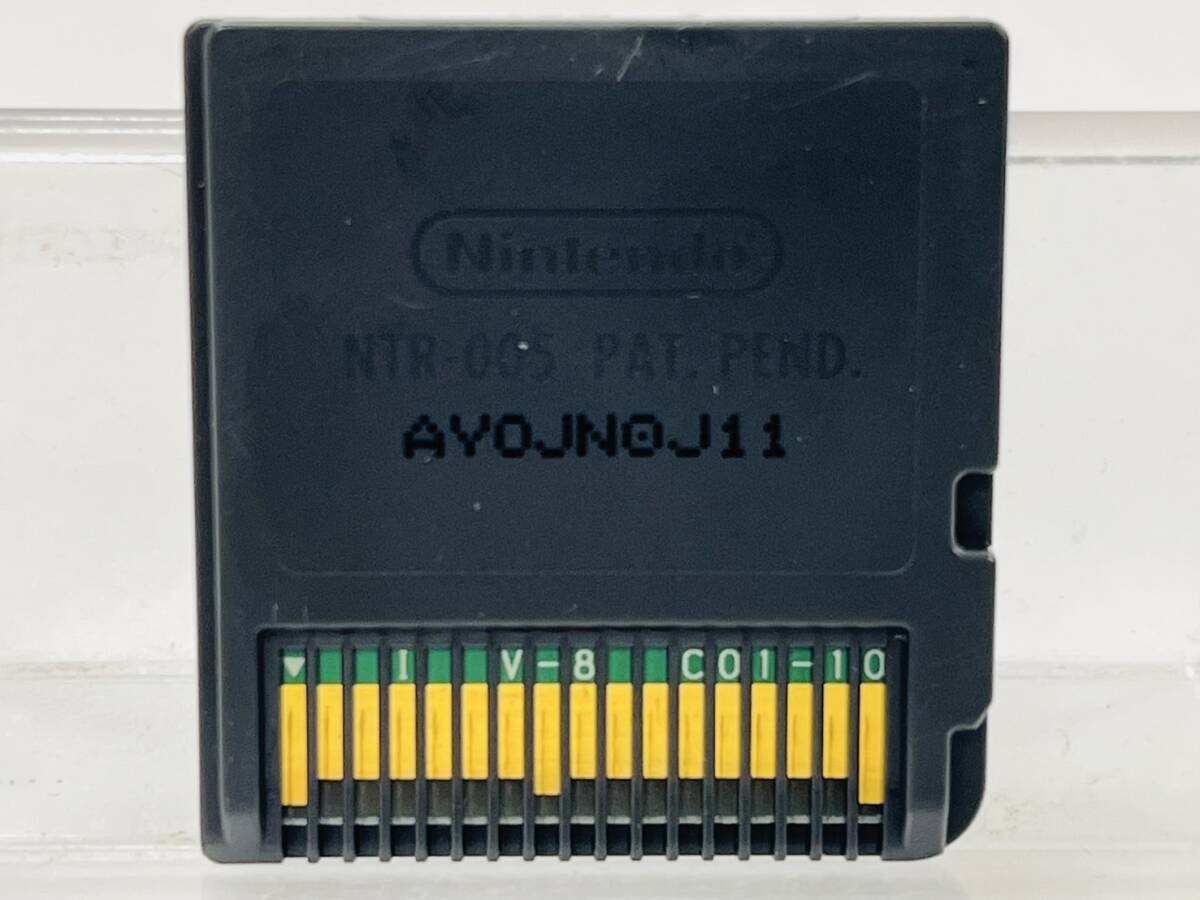 Nintendo
NTR-005 PAT. PEND.
AYOJN0J11
▼ I V-8 C01-10